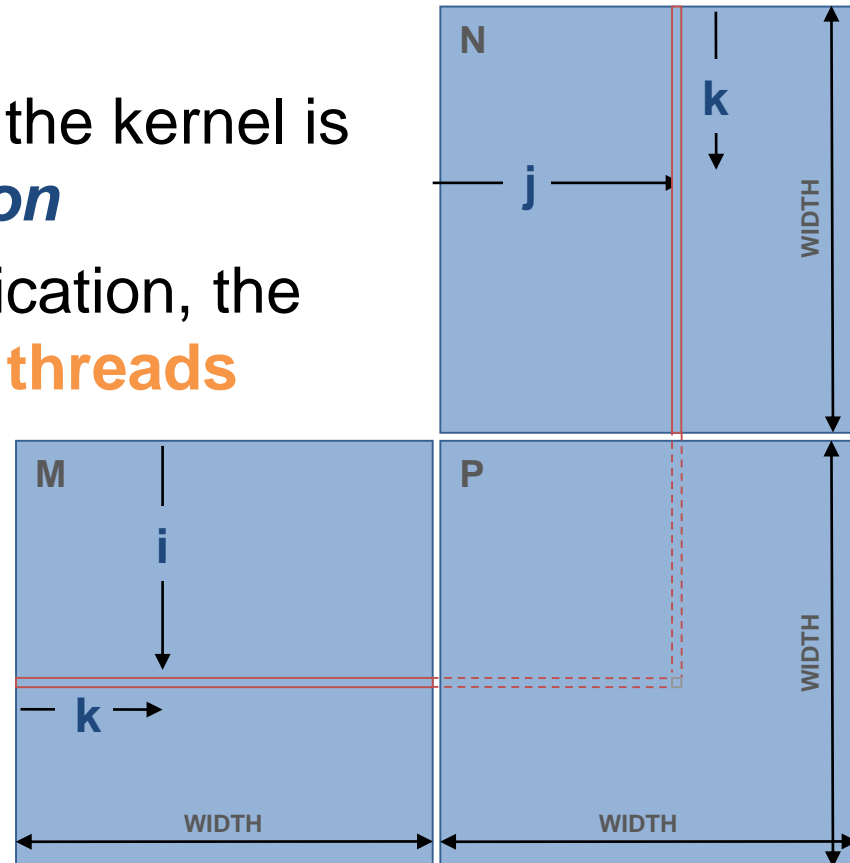 the kernel is
on
ication, the
threads
N
k
j
WIDTH
M
i
k
WIDTH
P
WIDTH
WIDTH